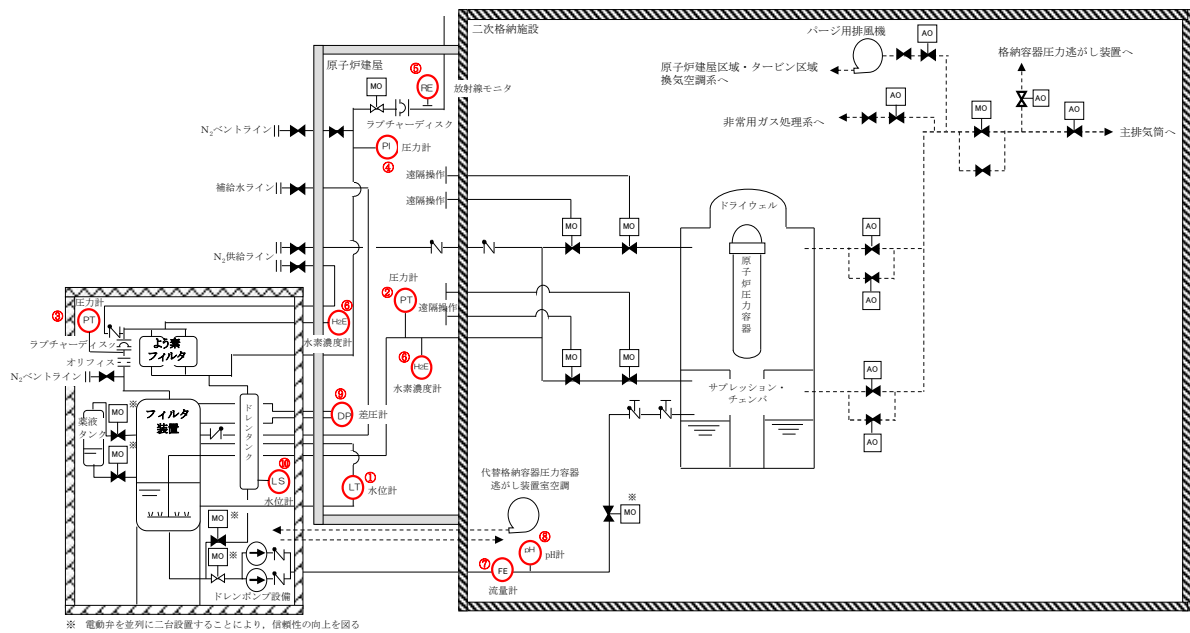 二次格納施設
パージ用排風機
AO
格納容器圧力逃がし装置へ
原子炉建屋
⑤
RE
放射線モニタ
原子炉建屋区域・タービン区域
換気空調系へ
MO
AO
AO
MO
AO
N₂ベントライン
ラプチャーディスク
非常用ガス処理系へ
主排気筒へ
PI
圧力計
④
補給水ライン
遠隔操作
遠隔操作
ドライウェル
MO
MO
AO
N₂供給ライン
原子炉圧力容器
圧力計
②
PT
遠隔操作
AO
圧力計
③
PT
⑧
H2E
水素濃度計
ラプチャーディスク
よう素
フィルタ
オリフィス
N₂ベントライン
⑥
H2E
水素濃度計
MO
MO
AO
サプレッション・
チェンバ
⑨
DP
差圧計
フィルタ
装置
ドレンタンク
薬液
タンク
MO
※
MO
※
AO
⑩
LS
水位計
①
LT
水位計
代替格納容器圧力容器
逃がし装置室空調
※
MO
MO
※
MO
※
⑧
pH
pH計
⑦
FE
流量計
ドレンポンプ設備
※ 電動弁を並列に二台設置することにより，信頼性の向上を図る